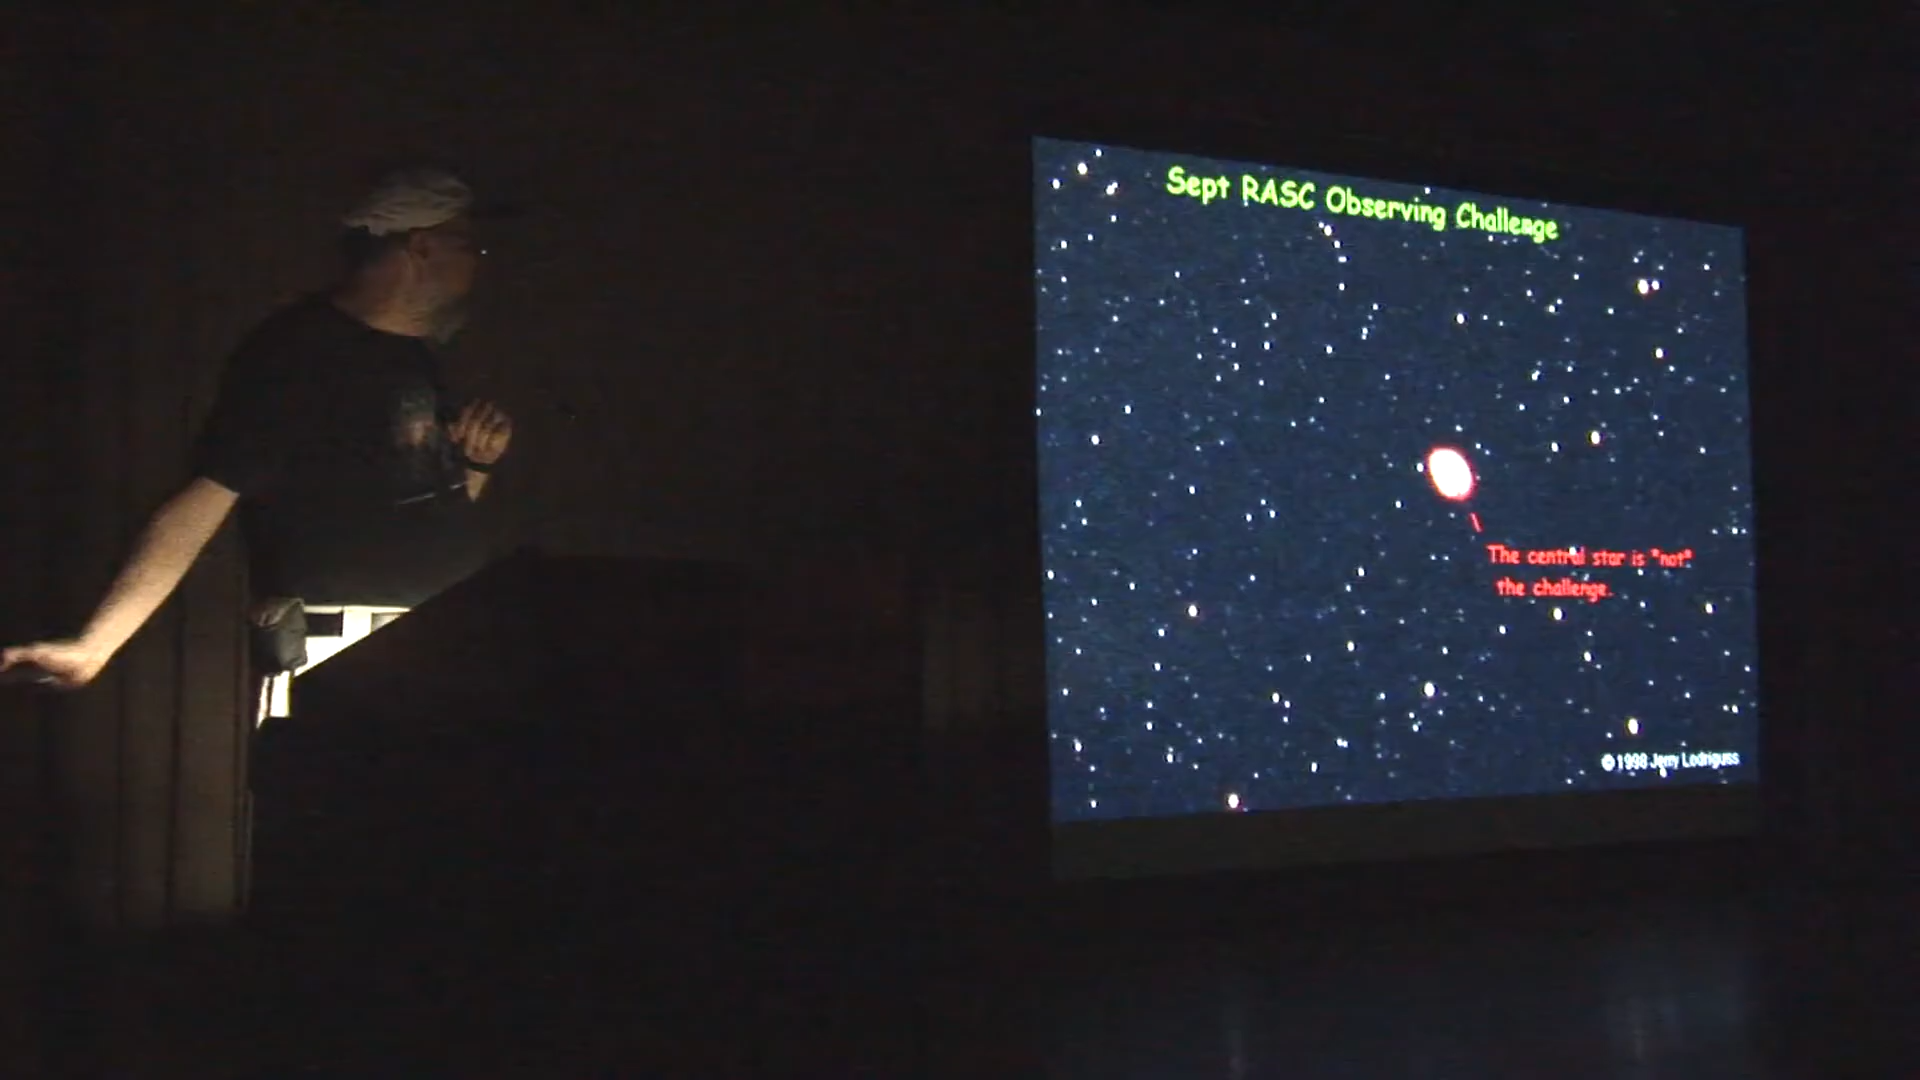 Sept RASC Observing Challenge
The central star is *not*
the challenge.
© 1998 Jerry Lodriguss